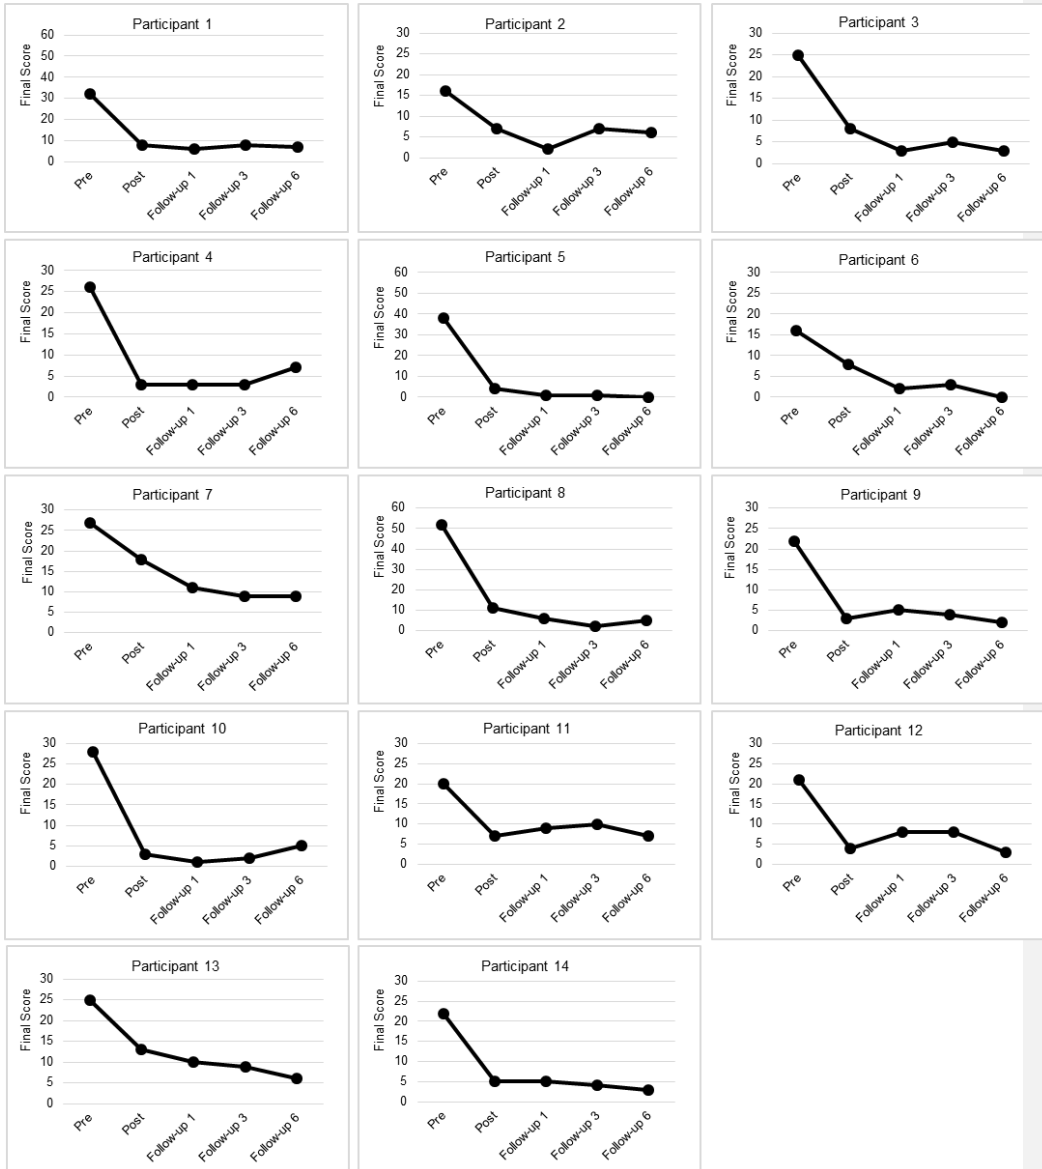 Participant 1
Final Score
60
50
40
30
20
10
0
Pre
Post
Follow-up 1
Follow-up 3
Follow-up 6
Participant 2
Final Score
30
25
20
15
10
5
0
Pre
Post
Follow-up 1
Follow-up 3
Follow-up 6
Participant 3
Final Score
30
25
20
15
10
5
0
Pre
Post
Follow-up 1
Follow-up 3
Follow-up 6
Participant 4
Final Score
30
25
20
15
10
5
0
Pre
Post
Follow-up 1
Follow-up 3
Follow-up 6
Participant 5
Final Score
60
50
40
30
20
10
0
Pre
Post
Follow-up 1
Follow-up 3
Follow-up 6
Participant 6
Final Score
30
25
20
15
10
5
0
Pre
Post
Follow-up 1
Follow-up 3
Follow-up 6
Participant 7
Final Score
30
25
20
15
10
5
0
Pre
Post
Follow-up 1
Follow-up 3
Follow-up 6
Participant 8
Final Score
60
50
40
30
20
10
0
Pre
Post
Follow-up 1
Follow-up 3
Follow-up 6
Participant 9
Final Score
30
25
20
15
10
5
0
Pre
Post
Follow-up 1
Follow-up 3
Follow-up 6
Participant 10
Final Score
30
25
20
15
10
5
0
Pre
Post
Follow-up 1
Follow-up 3
Follow-up 6
Participant 11
Final Score
30
25
20
15
10
5
0
Pre
Post
Follow-up 1
Follow-up 3
Follow-up 6
Participant 12
Final Score
30
25
20
15
10
5
0
Pre
Post
Follow-up 1
Follow-up 3
Follow-up 6
Participant 13
Final Score
30
25
20
15
10
5
0
Pre
Post
Follow-up 1
Follow-up 3
Follow-up 6
Participant 14
Final Score
30
25
20
15
10
5
0
Pre
Post
Follow-up 1
Follow-up 3
Follow-up 6